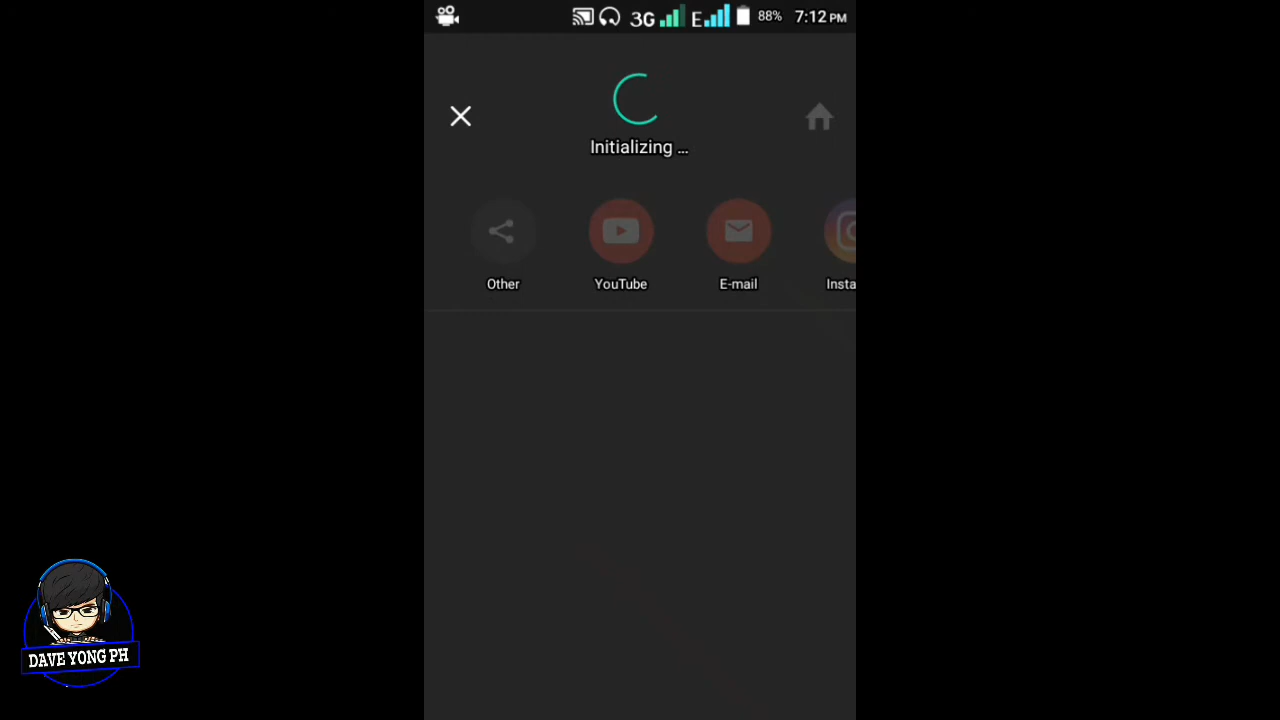 3G E 88% 7:12 PM
Initializing ...
Other YouTube E-mail Insta
DAVE YONG PH